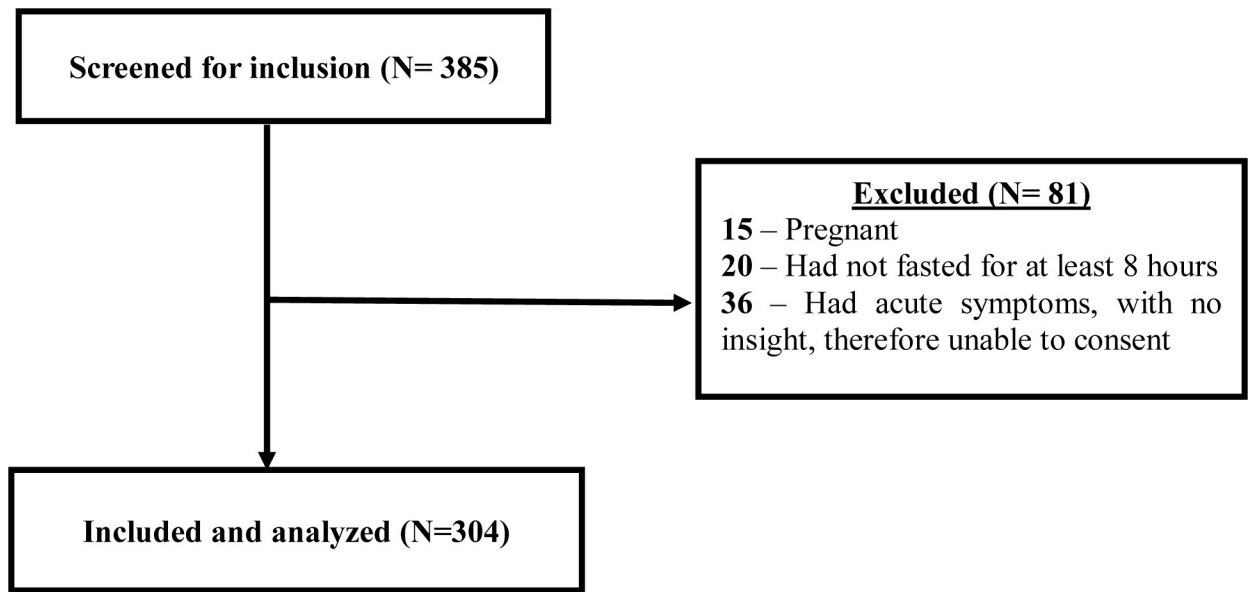 Screened for inclusion (N= 385)
Excluded (N= 81)
15 – Pregnant
20 – Had not fasted for at least 8 hours
36 – Had acute symptoms, with no
insight, therefore unable to consent
Included and analyzed (N=304)